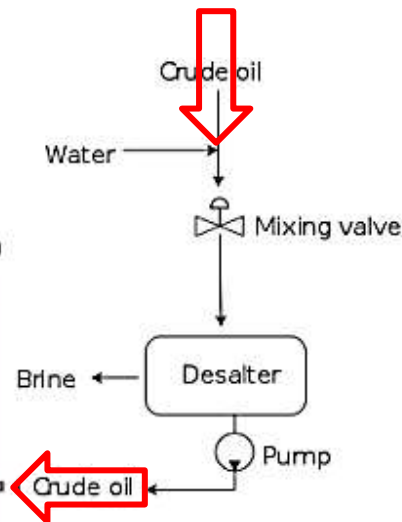 Crude oil
Water
Mixing valve
Desalter
Brine
Pump
Crude oil